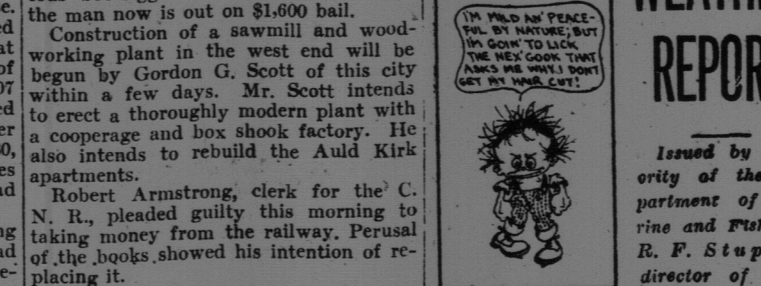 the man now is out on $1,600 bail.
Construction of a sawmill and wood-
working plant in the west end will be
begun by Gordon G. Scott of this city
within a few days. Mr. Scott intends
to erect a thoroughly modern plant with
a cooperage and box shook factory. He
also intends to rebuild the Auld Kirk
apartments.
Robert Armstrong, clerk for the C.
N. R., pleaded guilty this morning to
taking money from the railway. Perusal
of the books showed his intention of re-
placing it.
I'M MILD AN' PEACE-
FUL BY NATURE; BUT
I'M GOIN' TO LICK
THE NEX' GOOK THAT
ASKS ME WHY I DON'T
GET MY HAIR CUT!
REPOR
Issued by
ority of the
partment of
rine and Fish
R. F. Stup
director of